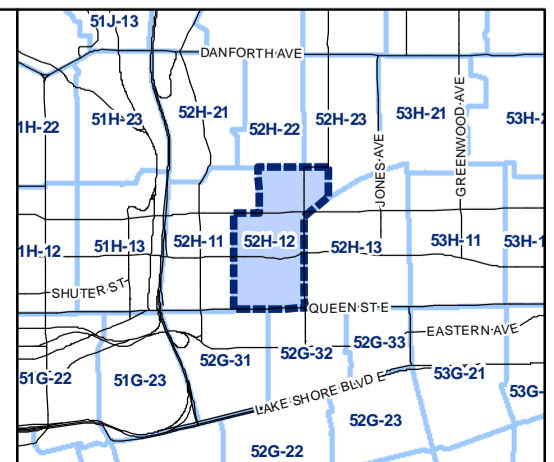 51J-13
DANFORTH AVE
51H-23
52H-21
52H-22
52H-23
JONES AVE
53H-21
GREENWOOD AVE
53H-2
1H-22
1H-12
51H-13
52H-11
52H-12
52H-13
53H-11
53H-1
SHUTER ST
QUEEN ST E
EASTERN AVE
52G-31
52G-32
52G-33
51G-22
51G-23
53G-21
53G-
LAKE SHORE BLVD E
52G-23
52G-22